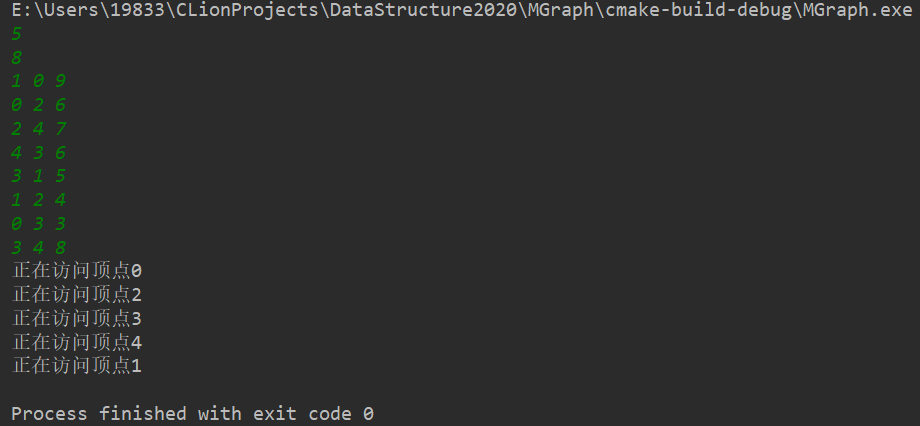 E:\Users\19833\CLionProjects\DataStructure2020\MGraph\cmake-build-debug\MGraph.exe
5
8
1 0 9
0 2 6
2 4 7
4 3 6
3 1 5
1 2 4
0 3 3
3 4 8
正在访问顶点0
正在访问顶点2
正在访问顶点3
正在访问顶点4
正在访问顶点1
Process finished with exit code 0